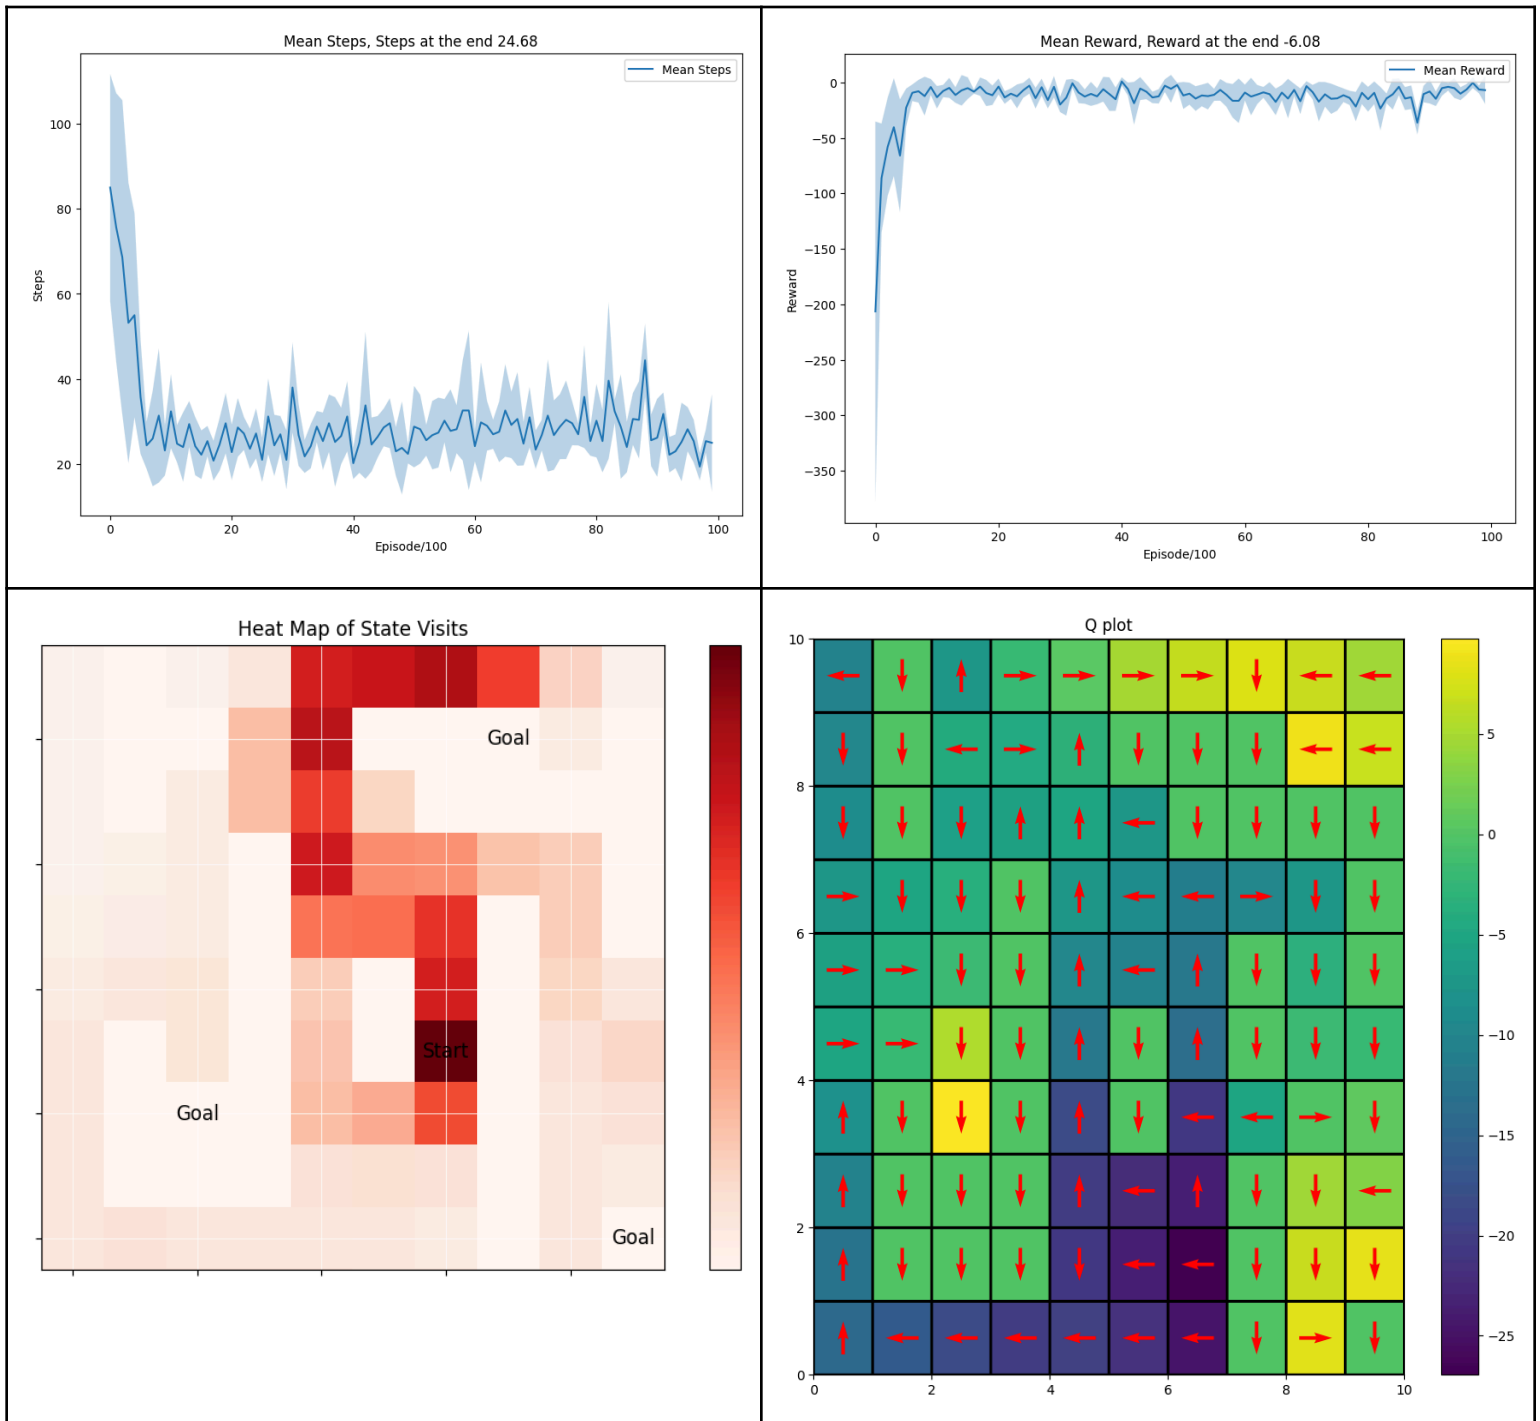 Mean Steps, Steps at the end 24.68
Mean Steps
100
80
60
40
20
Steps
0 20 40 60 80 100
Episode/100
Mean Reward, Reward at the end -6.08
Mean Reward
0
−50
−100
−150
−200
−250
−300
−350
Reward
0 20 40 60 80 100
Episode/100
Heat Map of State Visits
Goal
Start
Goal
Goal
Q plot
10
8
6
4
2
0
0 2 4 6 8 10
5
0
−5
−10
−15
−20
−25